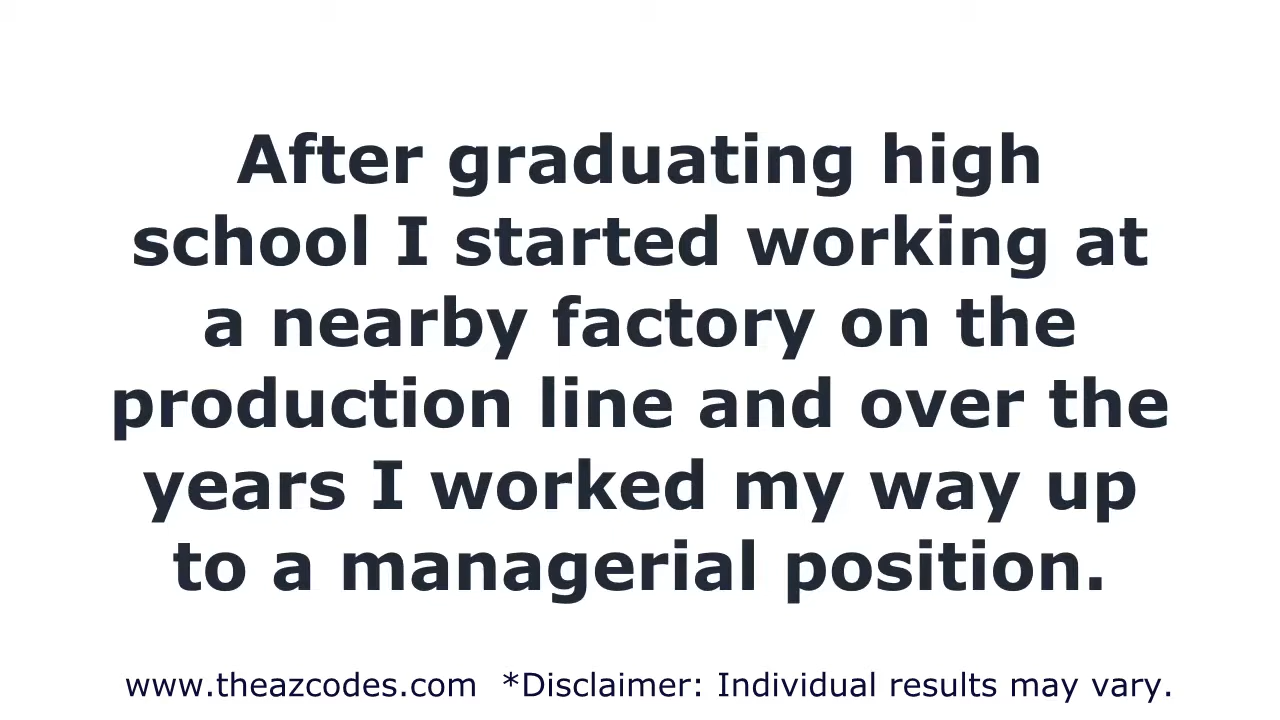 After graduating high
school I started working at
a nearby factory on the
production line and over the
years I worked my way up
to a managerial position.
www.theazcodes.com *Disclaimer: Individual results may vary.